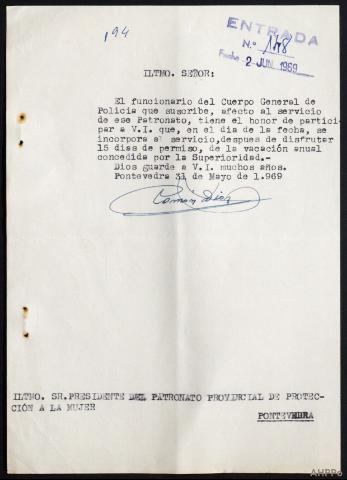 194
ENTRADA
N.º 148
Fecha 2 JUN. 1969
ILTMO. SEÑOR:
El funcionario del Cuerpo General de
Policia que suscribe, afecto al servicio
de ese Patronato, tiene el honor de partici-
par a V.I. que, en el dia de la fecha, se
incorpora al servicio,despues de disfrutar
15 dias de permiso, de la vacación anual
concedida por la Superioridad.-
Dios guarde a V.I. muchos años.
Pontevedra 31 de Mayo de 1.969
ILTMO. SR.PRESIDENTE DEL PATRONATO PROVINCIAL DE PROTEC-
CIÓN A LA MUJER
PONTEVEDRA
AHPPo